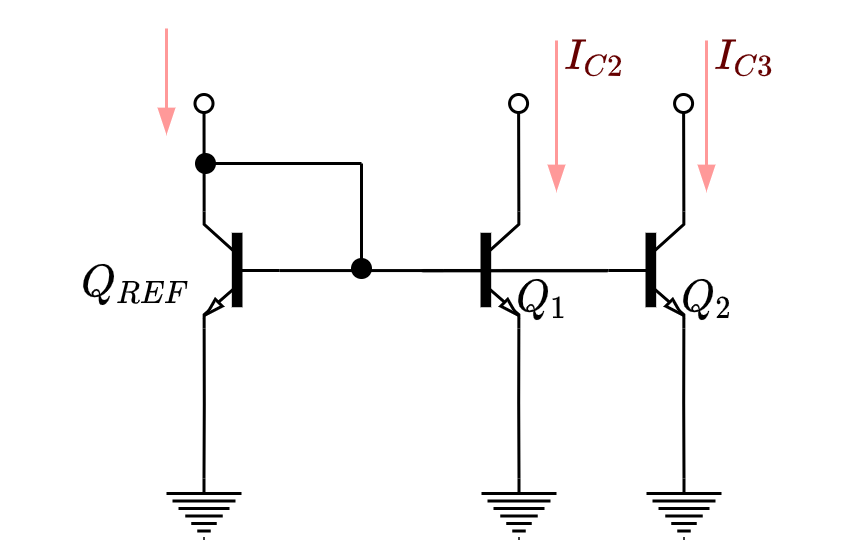 I_{C2} I_{C3}
Q_{REF} Q_1 Q_2